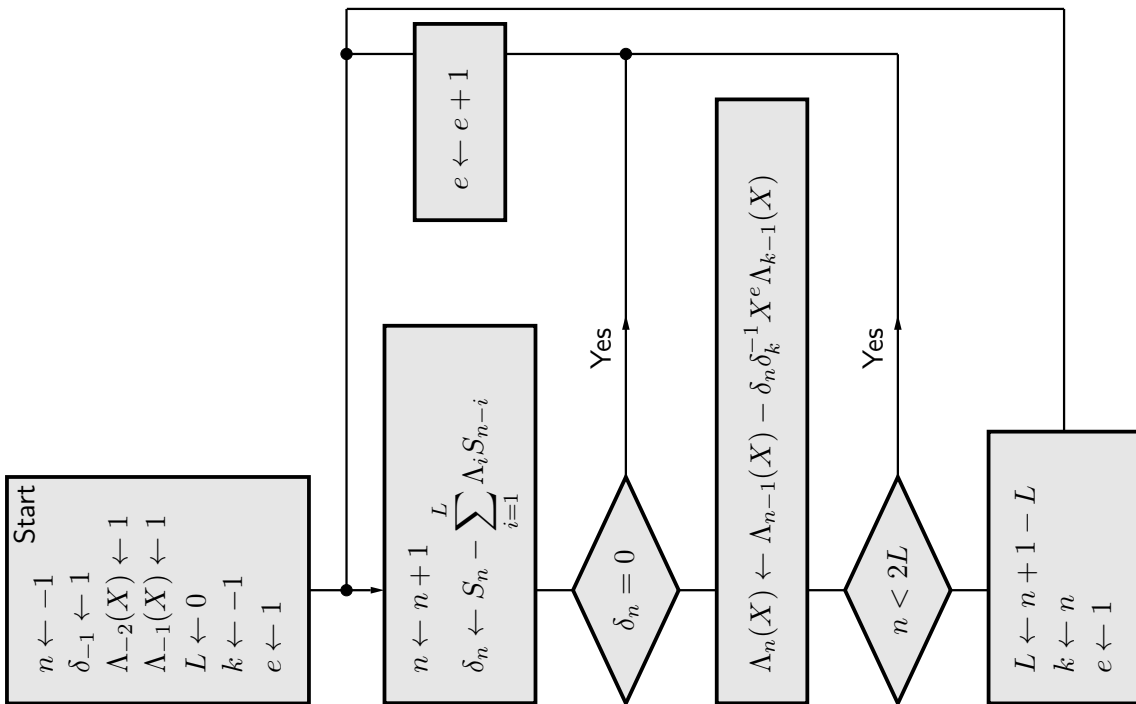 Start
n ← −1
δ₋₁ ← 1
Λ₋₂(X) ← 1
Λ₋₁(X) ← 1
L ← 0
k ← −1
e ← 1
n ← n + 1
δₙ ← Sₙ − ∑_{i=1}^{L} ΛᵢSₙ₋ᵢ
e ← e + 1
δₙ = 0
Yes
Λₙ(X) ← Λₙ₋₁(X) − δₙδₖ⁻¹XᵉΛₖ₋₁(X)
n < 2L
Yes
L ← n + 1 − L
k ← n
e ← 1